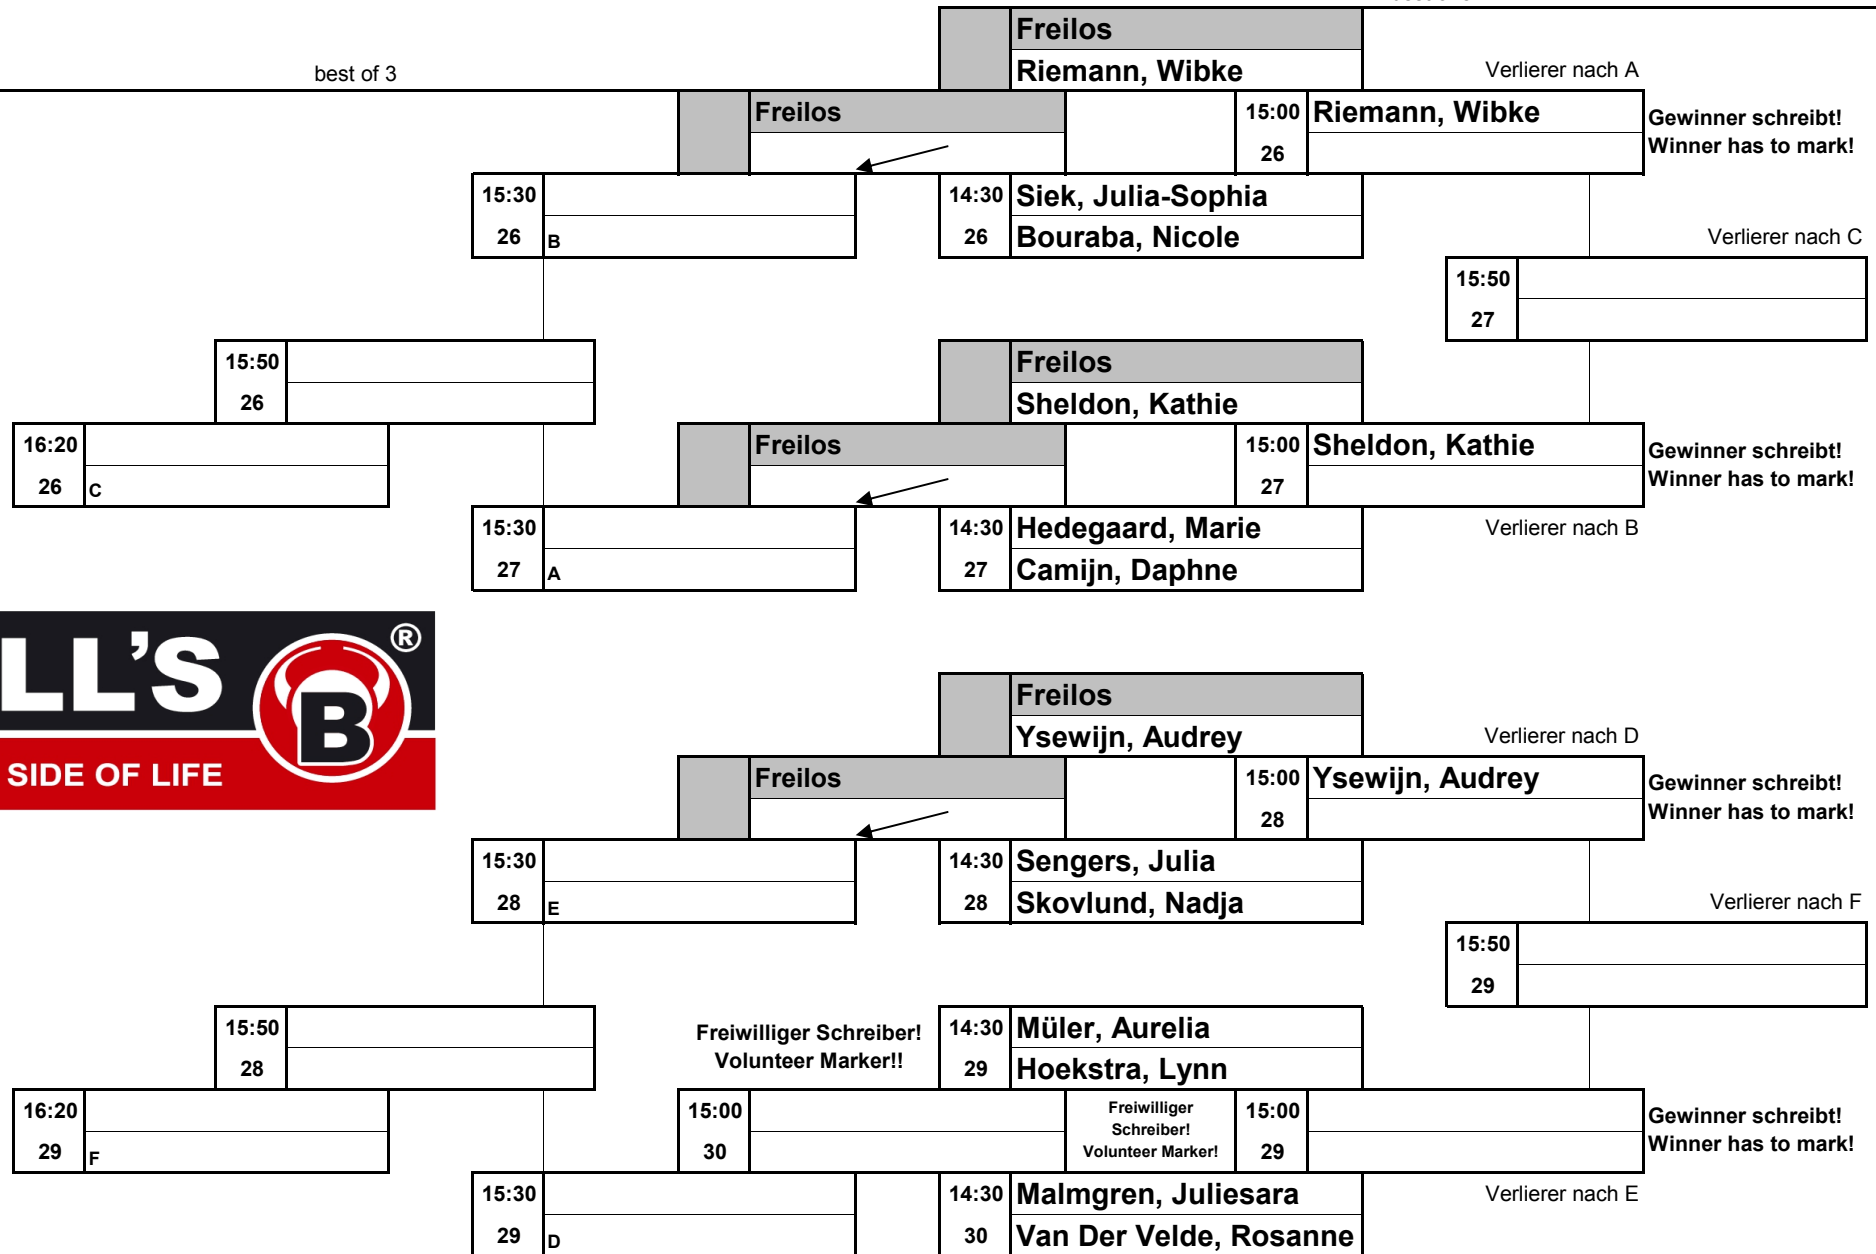 Freilos
best of 3
Riemann, Wibke
Verlierer nach A
Freilos
15:00 Riemann, Wibke
Gewinner schreibt!
26
Winner has to mark!
15:30
14:30 Siek, Julia-Sophia
26 B
26 Bouraba, Nicole
Verlierer nach C
15:50
27
15:50
Freilos
26
Sheldon, Kathie
16:20
Freilos
15:00 Sheldon, Kathie
Gewinner schreibt!
26 C
27
Winner has to mark!
15:30
14:30 Hedegaard, Marie
Verlierer nach B
27 A
27 Camijn, Daphne
LL'S B ®
SIDE OF LIFE
Freilos
Ysewijn, Audrey
Verlierer nach D
Freilos
15:00 Ysewijn, Audrey
Gewinner schreibt!
28
Winner has to mark!
15:30
14:30 Sengers, Julia
28 E
28 Skovlund, Nadja
Verlierer nach F
15:50
29
15:50
Freiwilliger Schreiber!
14:30 Müler, Aurelia
28
Volunteer Marker!!
29 Hoekstra, Lynn
16:20
15:00
Freiwilliger
Schreiber!
Volunteer Marker!
15:00
Gewinner schreibt!
29 F
30
29
Winner has to mark!
15:30
14:30 Malmgren, Juliesara
Verlierer nach E
29 D
30 Van Der Velde, Rosanne